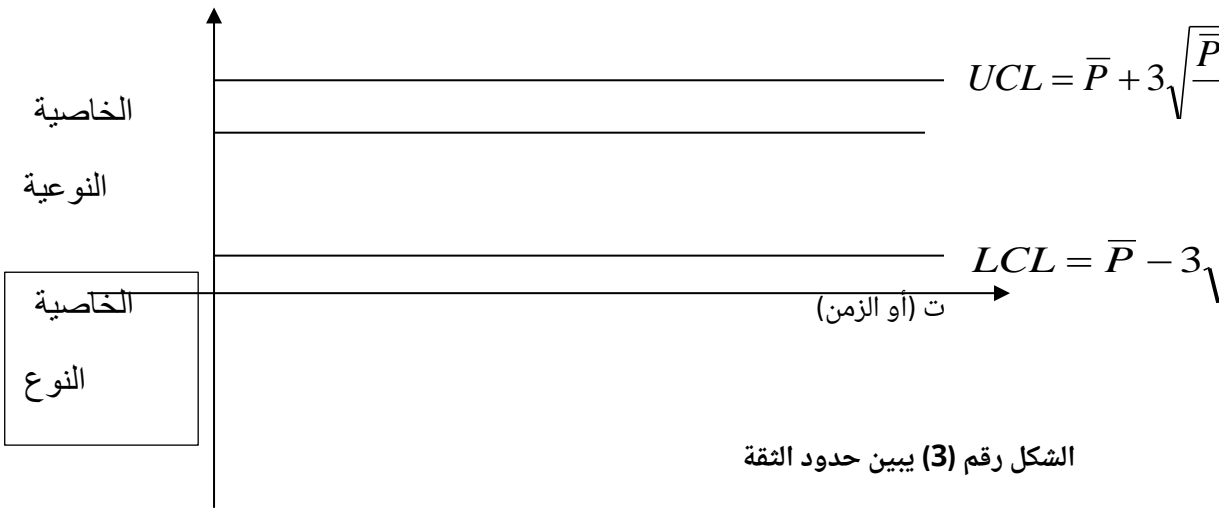 UCL = P̅ + 3√P̅
الخاصية
النوعية
LCL = P̅ - 3√
الخاصية
النوع
ت (أو الزمن)
الشكل رقم (3) يبين حدود الثقة